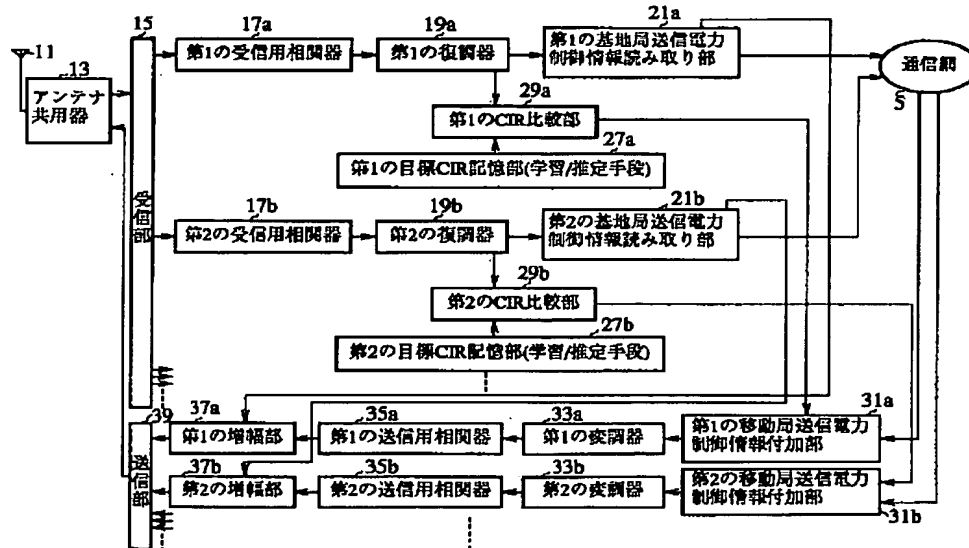 11
13
アンテナ
共用器
15
受信部
17a
第1の受信用相関器
19a
第1の復調器
21a
第1の基地局送信電力
制御情報読み取り部
通信網
5
29a
第1のCIR比較部
27a
第1の目標CIR記憶部(学習/推定手段)
17b
第2の受信用相関器
19b
第2の復調器
21b
第2の基地局送信電力
制御情報読み取り部
29b
第2のCIR比較部
27b
第2の目標CIR記憶部(学習/推定手段)
39
送信部
37a
第1の増幅部
35a
第1の送信用相関器
33a
第1の変調器
31a
第1の移動局送信電力
制御情報付加部
37b
第2の増幅部
35b
第2の送信用相関器
33b
第2の変調器
第2の移動局送信電力
制御情報付加部
31b